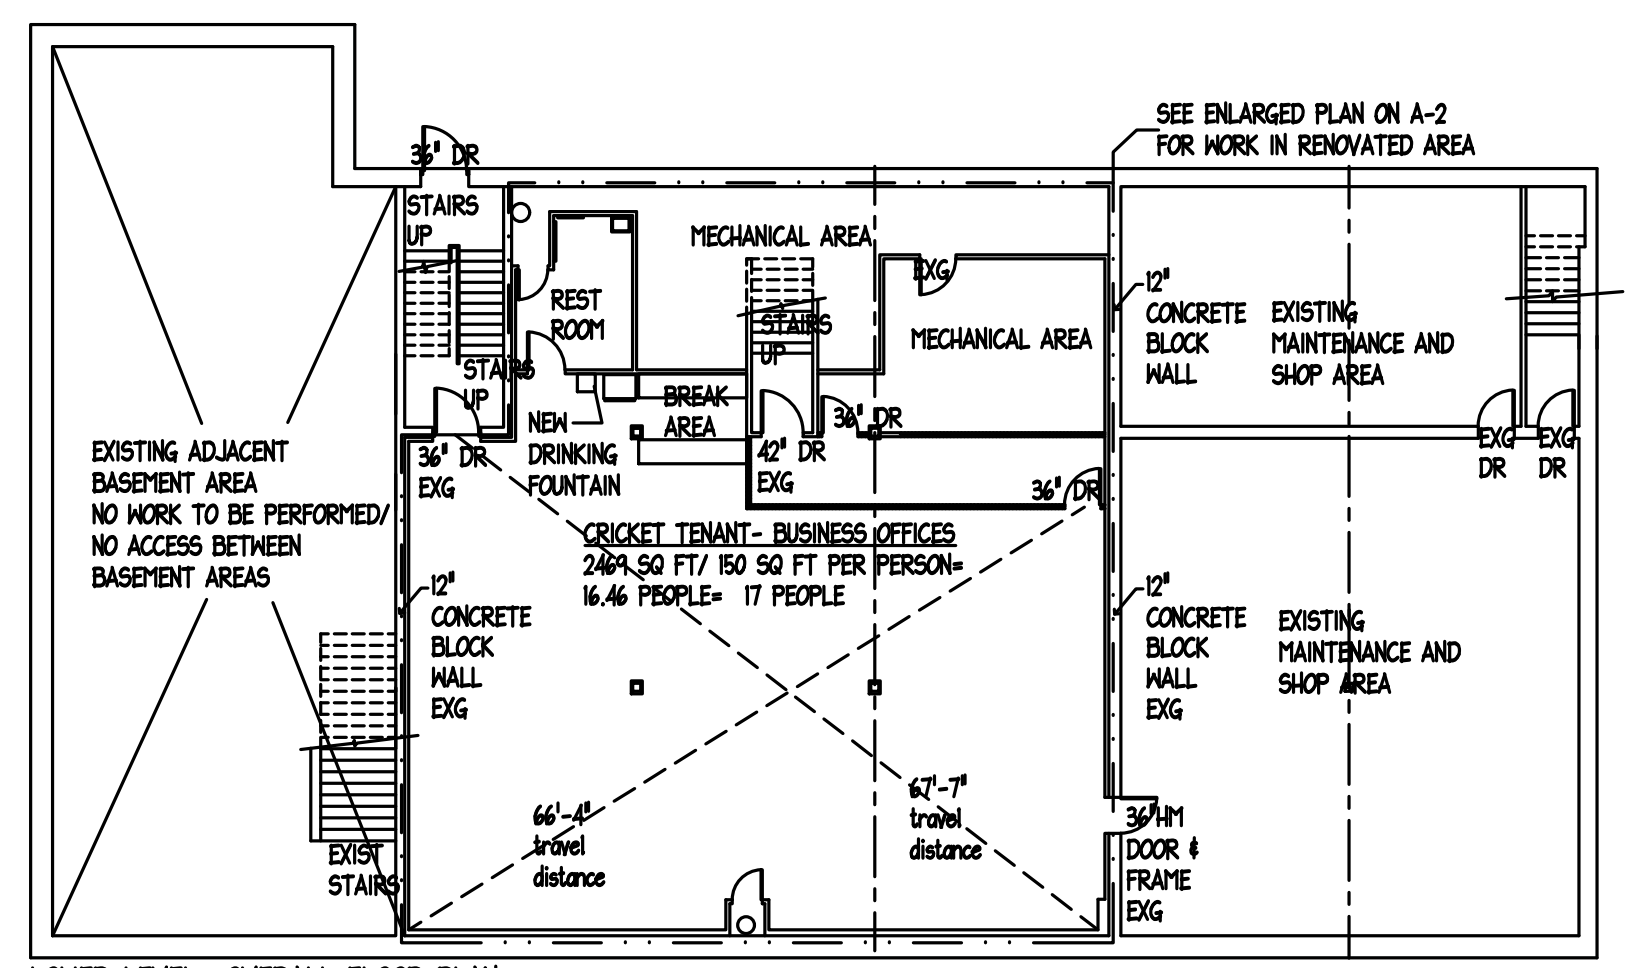 SEE ENLARGED PLAN ON A-2
FOR WORK IN RENOVATED AREA
36" DR
STAIRS
UP
MECHANICAL AREA
EXG
REST
ROOM
STAIRS
UP
MECHANICAL AREA
12"
CONCRETE
BLOCK
WALL
EXISTING
MAINTENANCE AND
SHOP AREA
STAIRS
UP
BREAK
AREA
NEW
DRINKING
FOUNTAIN
36" DR
36" DR
EXG
42" DR
EXG
36" DR
EXG
DR
EXG
DR
EXISTING ADJACENT
BASEMENT AREA
NO WORK TO BE PERFORMED/
NO ACCESS BETWEEN
BASEMENT AREAS
CRICKET TENANT- BUSINESS OFFICES
2469 SQ FT/ 150 SQ FT PER PERSON=
16.46 PEOPLE= 17 PEOPLE
12"
CONCRETE
BLOCK
WALL
EXG
12"
CONCRETE
BLOCK
WALL
EXG
EXISTING
MAINTENANCE AND
SHOP AREA
66'-4"
travel
distance
67'-7"
travel
distance
36"HM
DOOR &
FRAME
EXG
EXIST
STAIRS